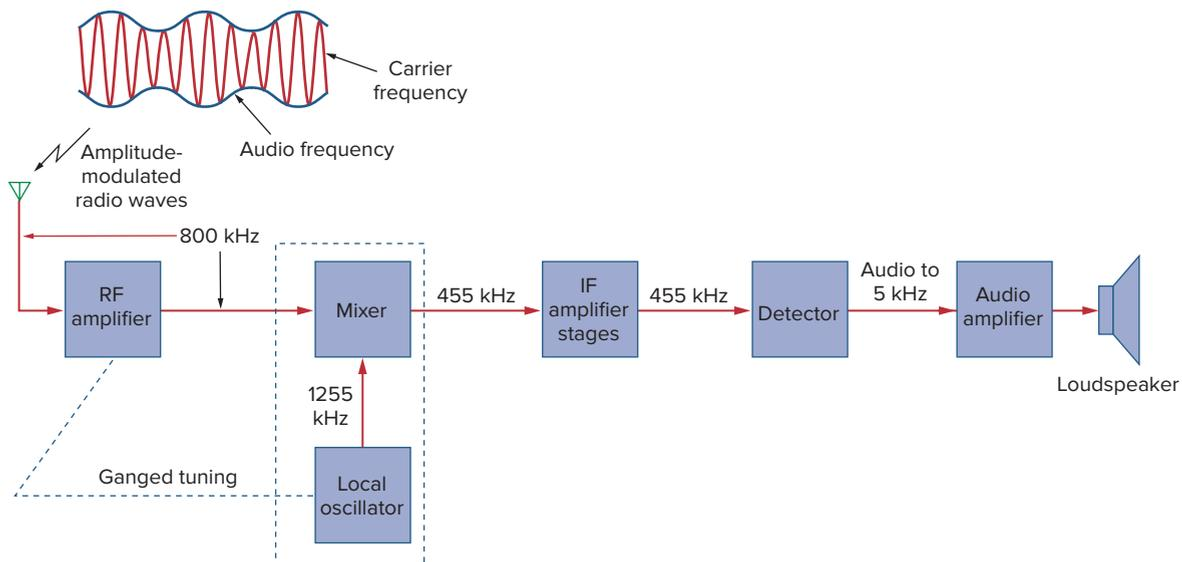 Carrier
frequency
Audio frequency
Amplitude-
modulated
radio waves
800 kHz
RF
amplifier
Mixer
455 kHz
IF
amplifier
stages
455 kHz
Detector
Audio to
5 kHz
Audio
amplifier
Loudspeaker
1255
kHz
Ganged tuning
Local
oscillator